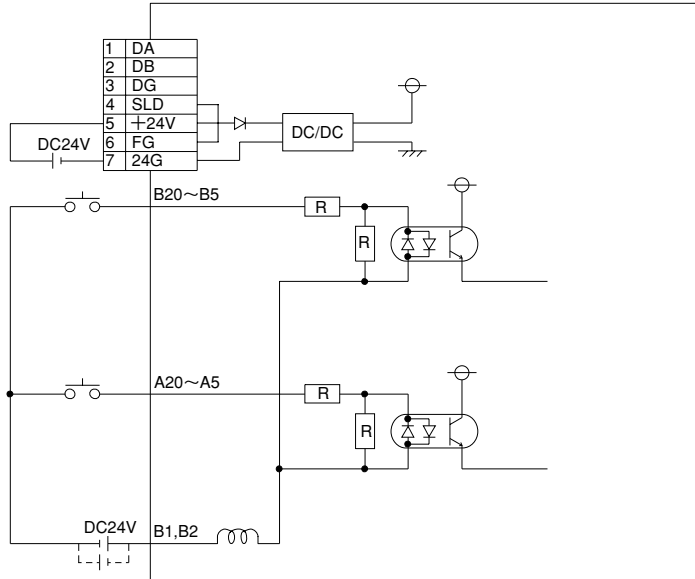 1 DA
2 DB
3 DG
4 SLD
5 +24V
6 FG
7 24G
DC24V
DC/DC
B20~B5
R
R
A20~A5
R
R
DC24V
B1,B2